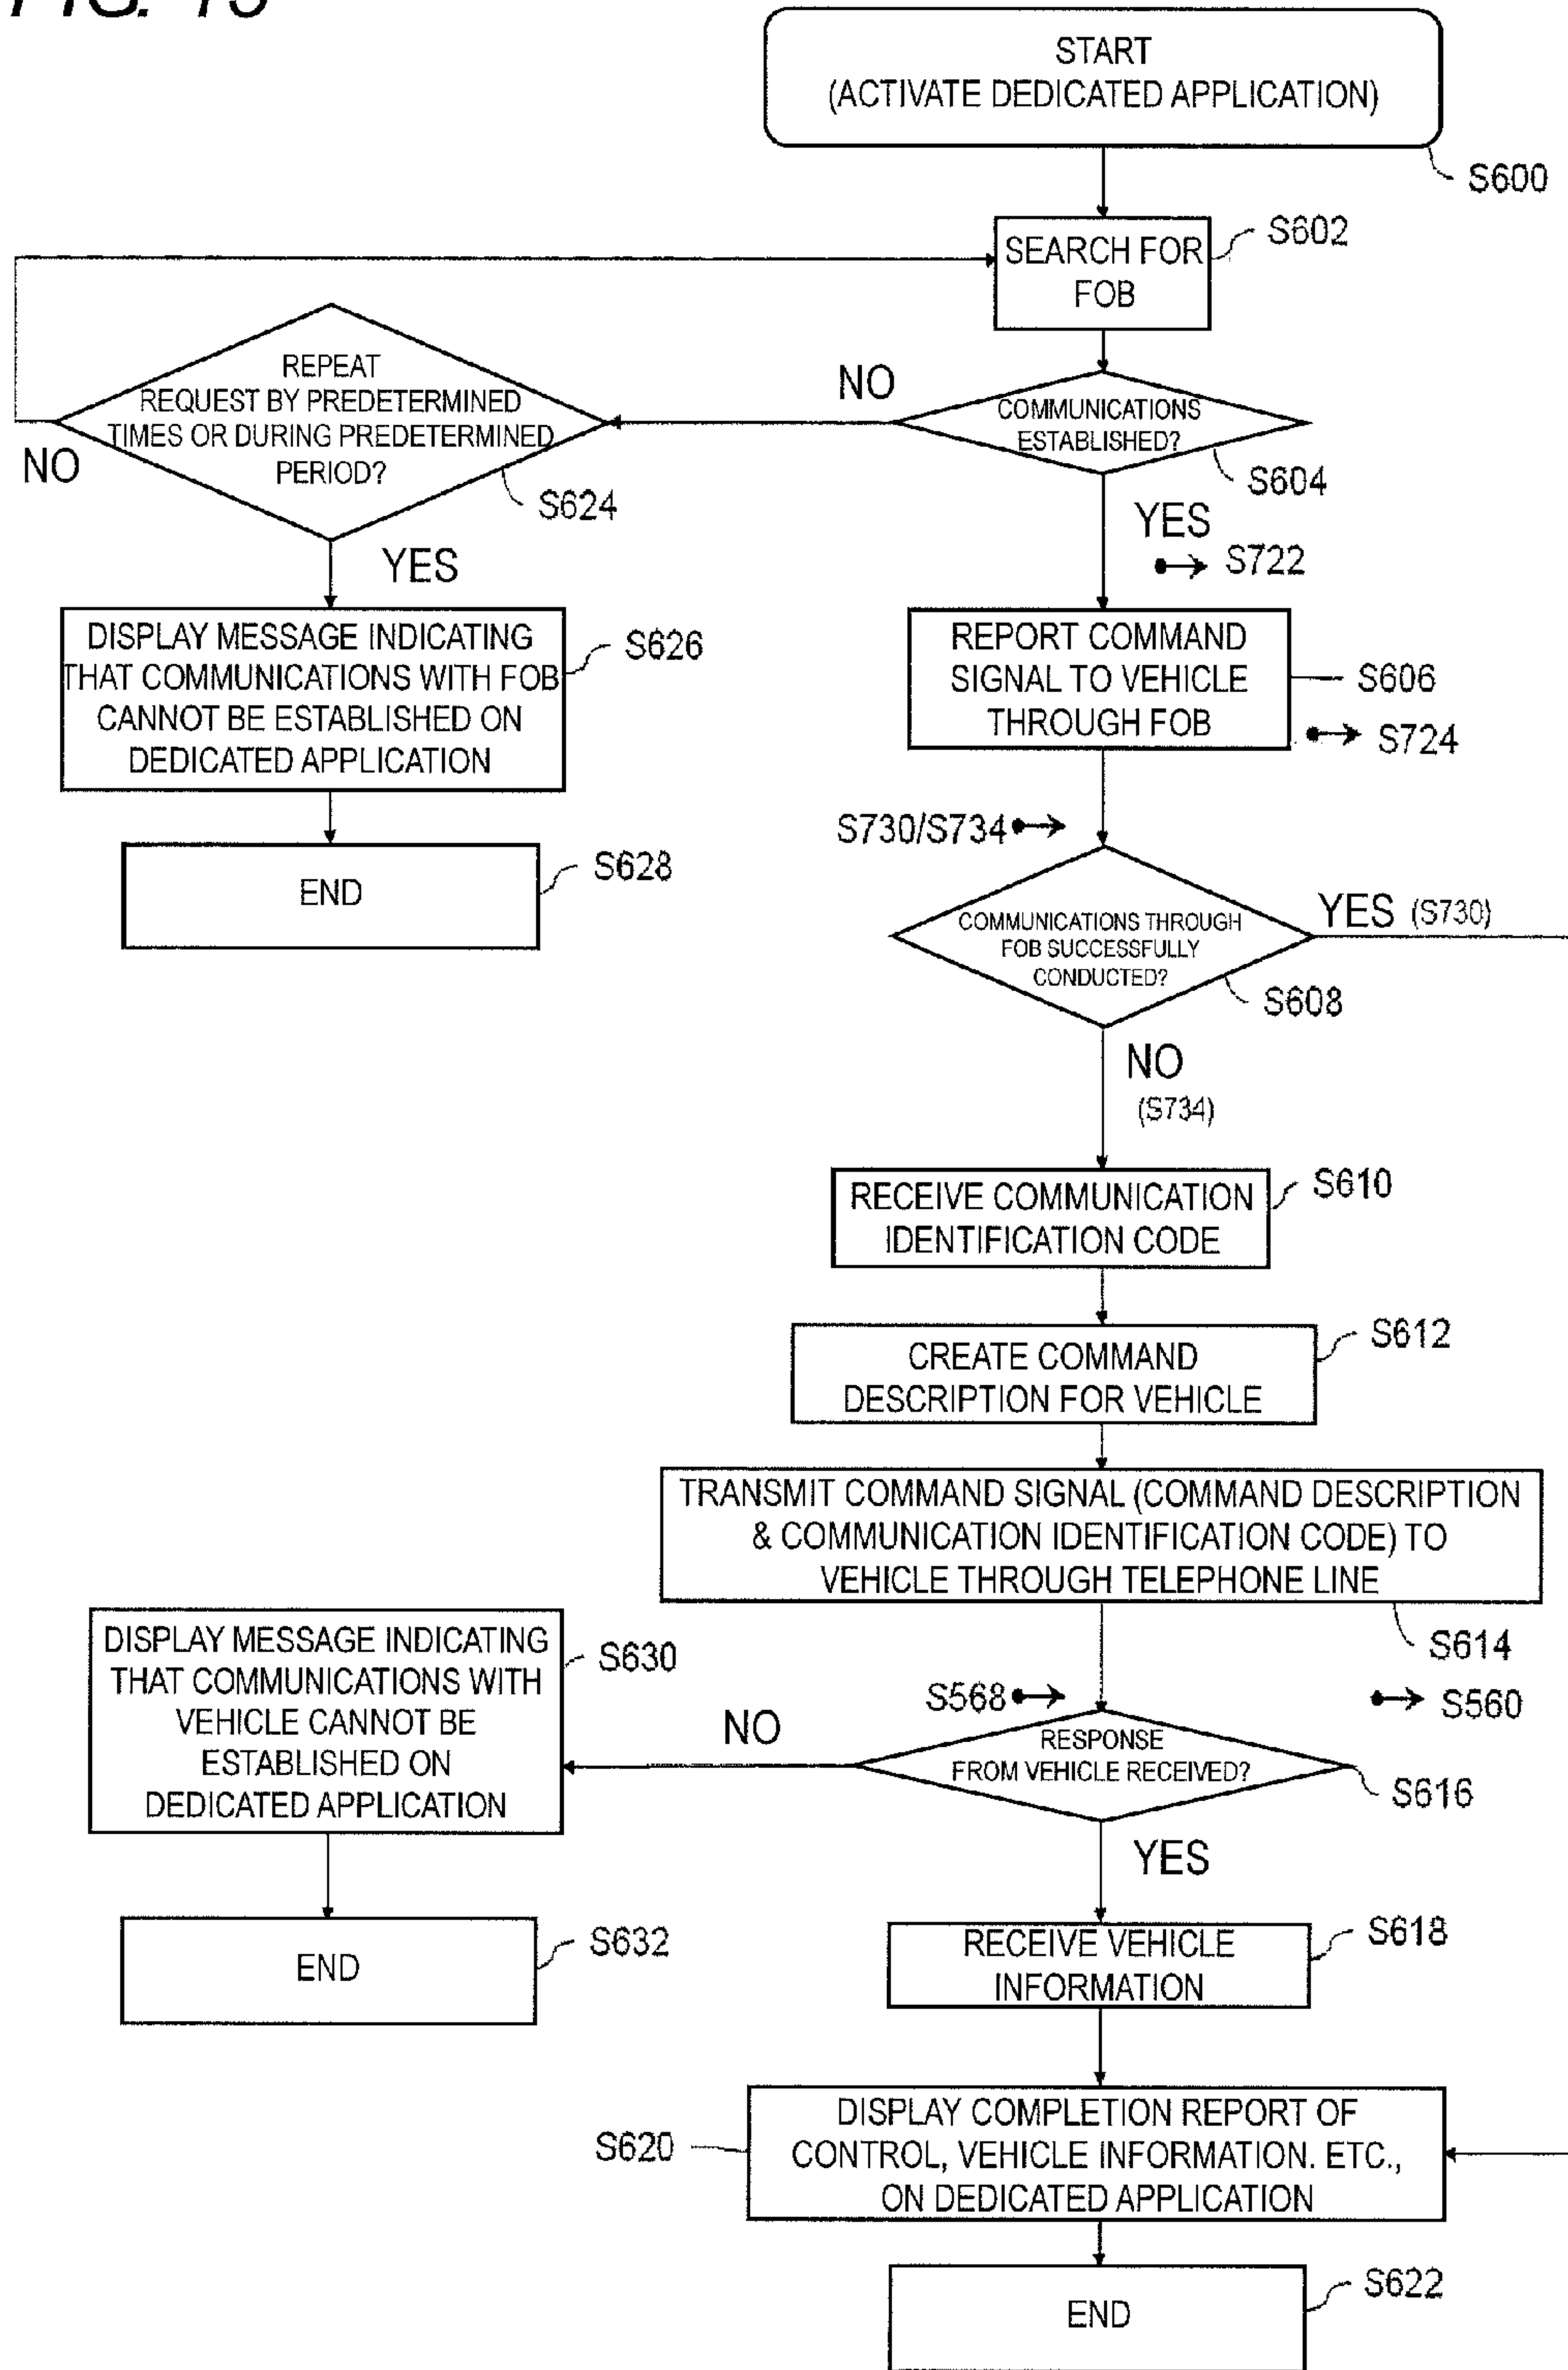 FIG. 15
START
(ACTIVATE DEDICATED APPLICATION)
S600
SEARCH FOR
FOB
S602
COMMUNICATIONS
ESTABLISHED?
S604
NO
REPEAT
REQUEST BY PREDETERMINED
TIMES OR DURING PREDETERMINED
PERIOD?
S624
NO
YES
DISPLAY MESSAGE INDICATING
THAT COMMUNICATIONS WITH FOB
CANNOT BE ESTABLISHED ON
DEDICATED APPLICATION
S626
END
S628
YES
S722
REPORT COMMAND
SIGNAL TO VEHICLE
THROUGH FOB
S606
S724
S730/S734
COMMUNICATIONS THROUGH
FOB SUCCESSFULLY
CONDUCTED?
S608
YES (S730)
NO
(S734)
RECEIVE COMMUNICATION
IDENTIFICATION CODE
S610
CREATE COMMAND
DESCRIPTION FOR VEHICLE
S612
TRANSMIT COMMAND SIGNAL (COMMAND DESCRIPTION
& COMMUNICATION IDENTIFICATION CODE) TO
VEHICLE THROUGH TELEPHONE LINE
S614
S568
S560
RESPONSE
FROM VEHICLE RECEIVED?
S616
NO
DISPLAY MESSAGE INDICATING
THAT COMMUNICATIONS WITH
VEHICLE CANNOT BE
ESTABLISHED ON
DEDICATED APPLICATION
S630
END
S632
YES
RECEIVE VEHICLE
INFORMATION
S618
DISPLAY COMPLETION REPORT OF
CONTROL, VEHICLE INFORMATION. ETC.,
ON DEDICATED APPLICATION
S620
END
S622